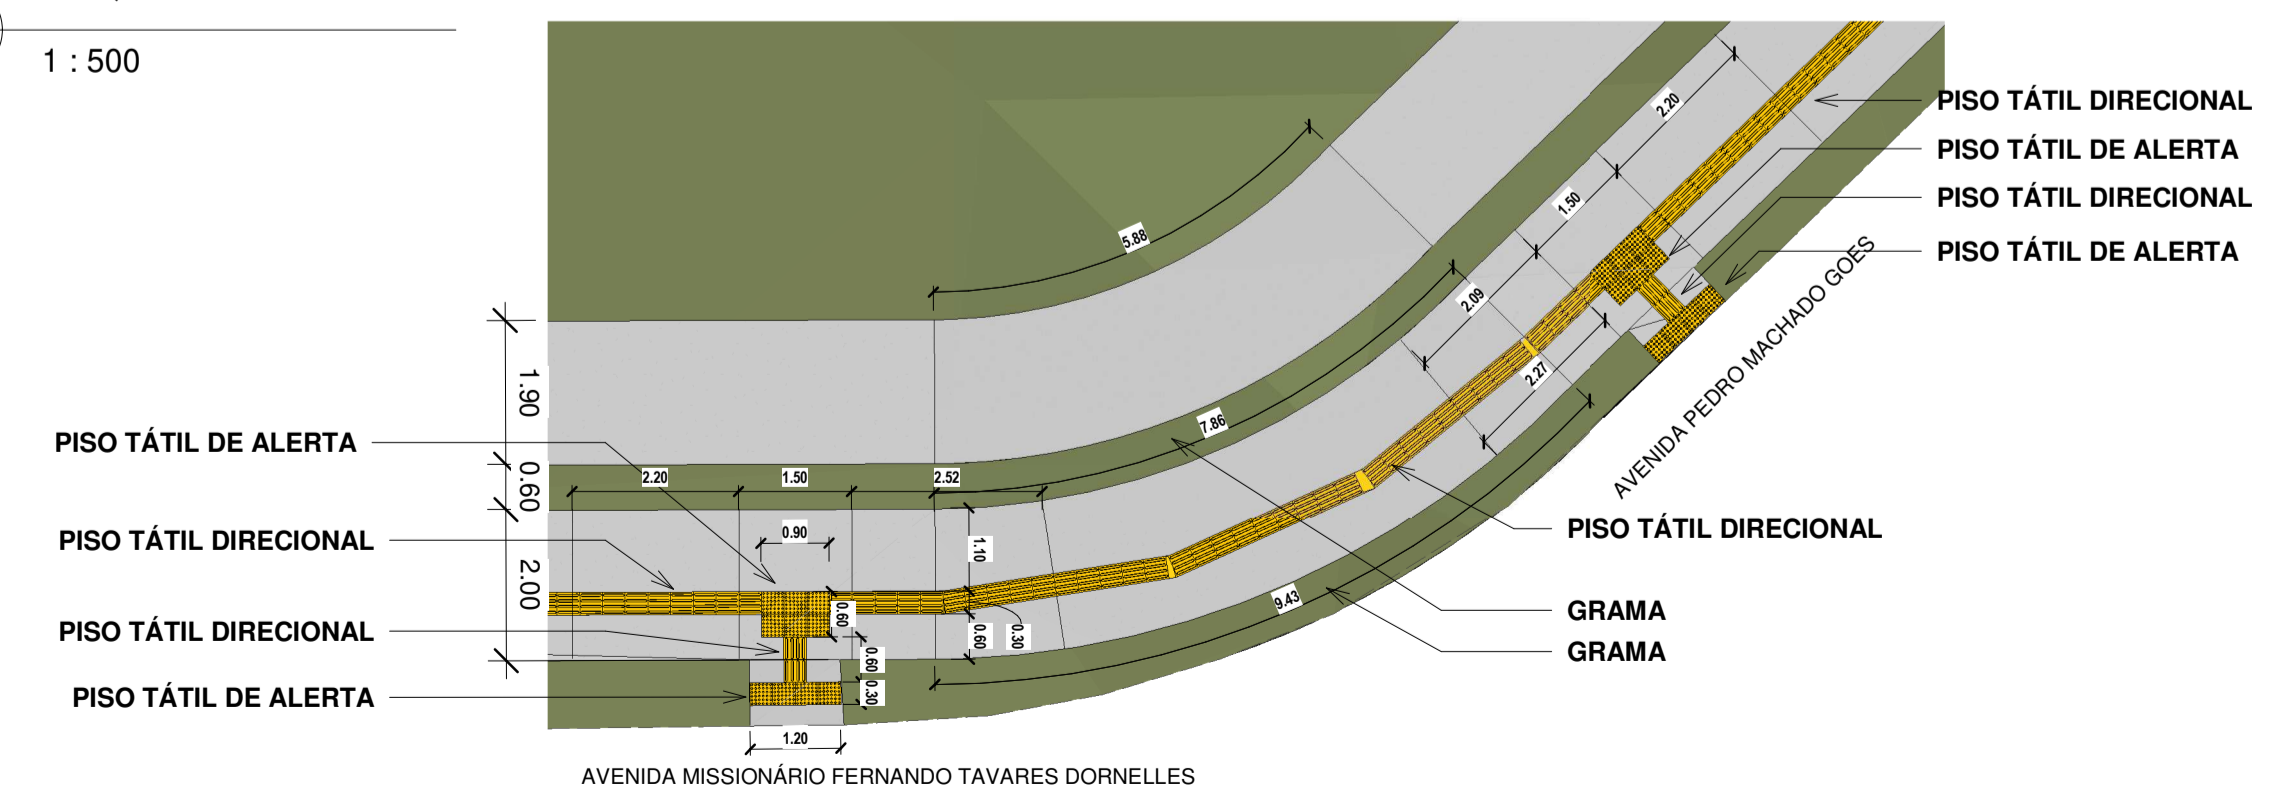 1 : 500
PISO TÁTIL DIRECIONAL
PISO TÁTIL DE ALERTA
PISO TÁTIL DIRECIONAL
PISO TÁTIL DE ALERTA
2.20
1.50
5.88
2.09
2.27
AVENIDA PEDRO MACHADO GOES
1.90
0.60
2.00
7.86
PISO TÁTIL DE ALERTA
2.20
1.50
2.52
0.90
1.10
PISO TÁTIL DIRECIONAL
PISO TÁTIL DIRECIONAL
0.60
0.60
0.30
9.43
GRAMA
GRAMA
PISO TÁTIL DIRECIONAL
0.60
0.30
PISO TÁTIL DE ALERTA
1.20
AVENIDA MISSIONÁRIO FERNANDO TAVARES DORNELLES